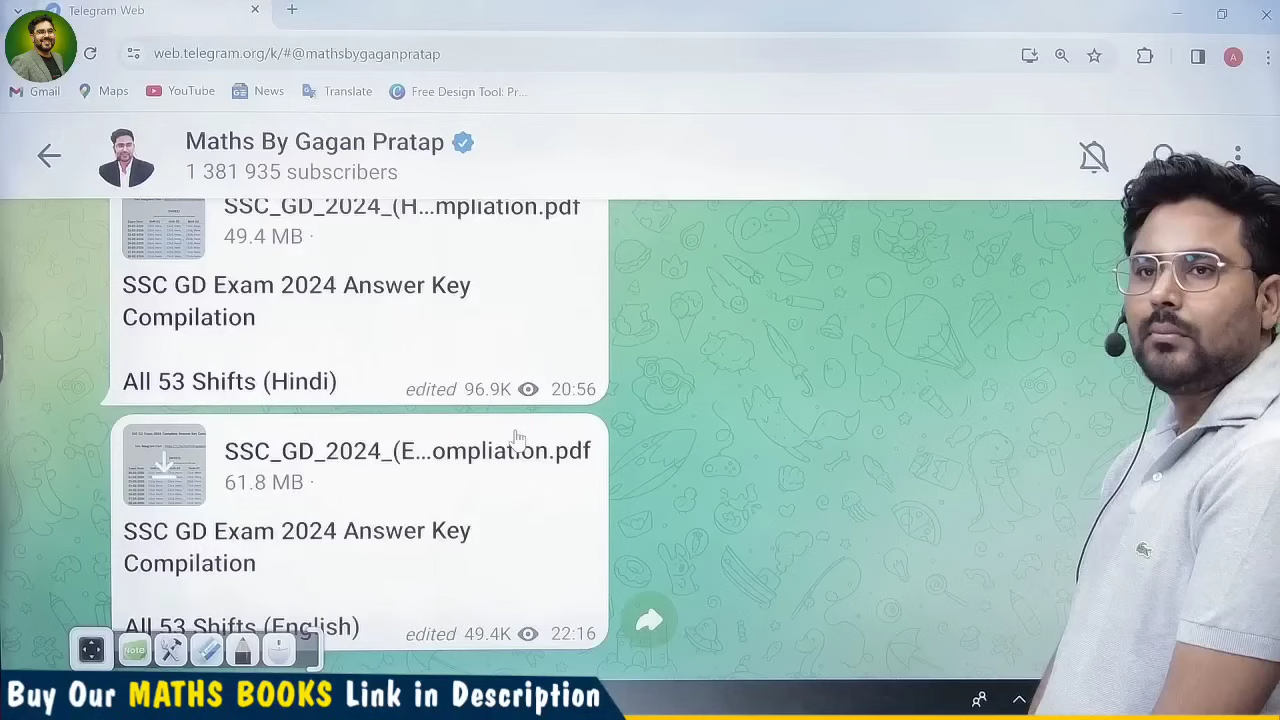 Telegram Web
web.telegram.org/k/#@mathsbygaganpratap
A
Gmail
Maps
YouTube
News
Translate
Free Design Tool: Pr...
Maths By Gagan Pratap
1 381 935 subscribers
SSC_GD_2024_(H...mpliation.pdf
49.4 MB ·
SSC GD Exam 2024 Answer Key
Compilation
All 53 Shifts (Hindi)
edited 96.9K 20:56
SSC_GD_2024_(E...ompliation.pdf
61.8 MB ·
SSC GD Exam 2024 Answer Key
Compilation
All 53 Shifts (English)
edited 49.4K 22:16
Note
Buy Our MATHS BOOKS Link in Description